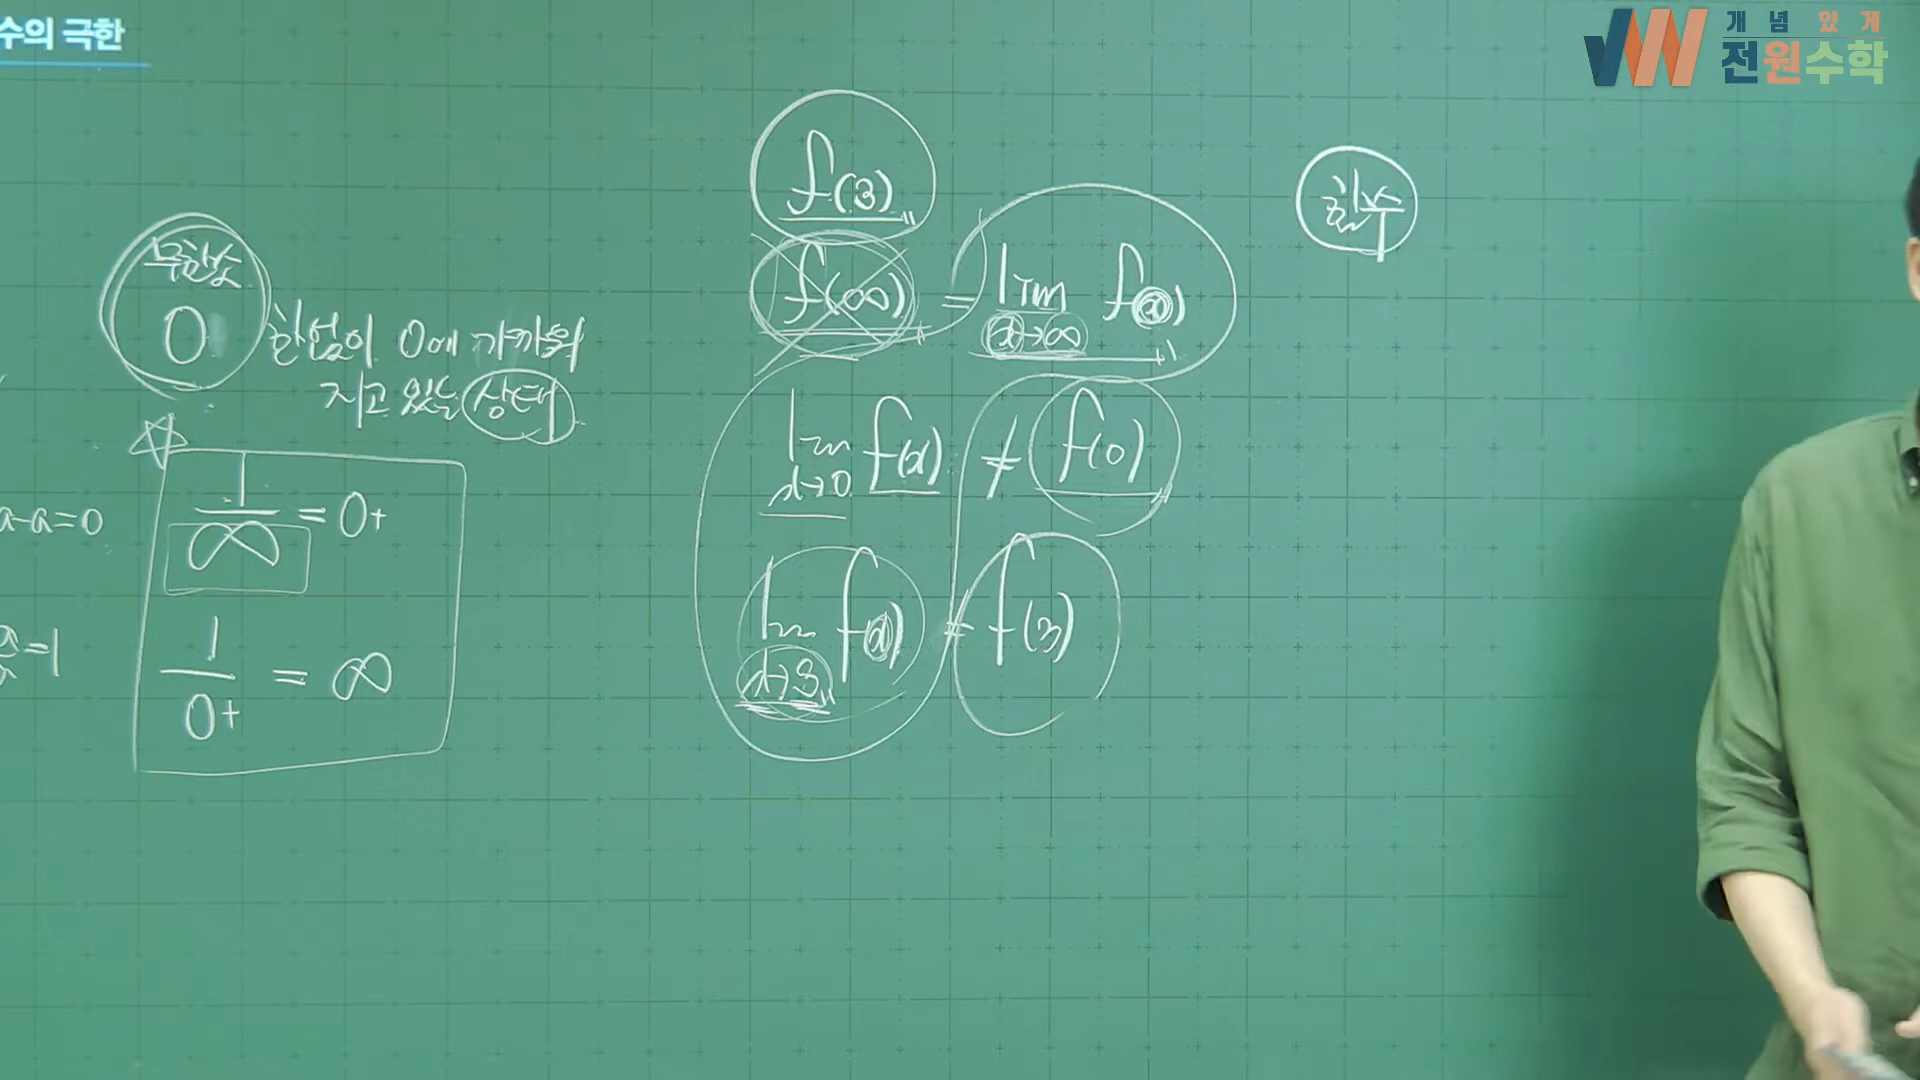 수의 극한
개념있게
전원수학
무한소
0
한없이 0에 가까워
지고 있는 상태
a-a=0
a/a=1
1/∞ = 0+
1/0+ = ∞
f(3)
f(∞) = lim x→∞ f(x)
lim x→0 f(x) ≠ f(0)
lim x→3 f(x) = f(3)
함수